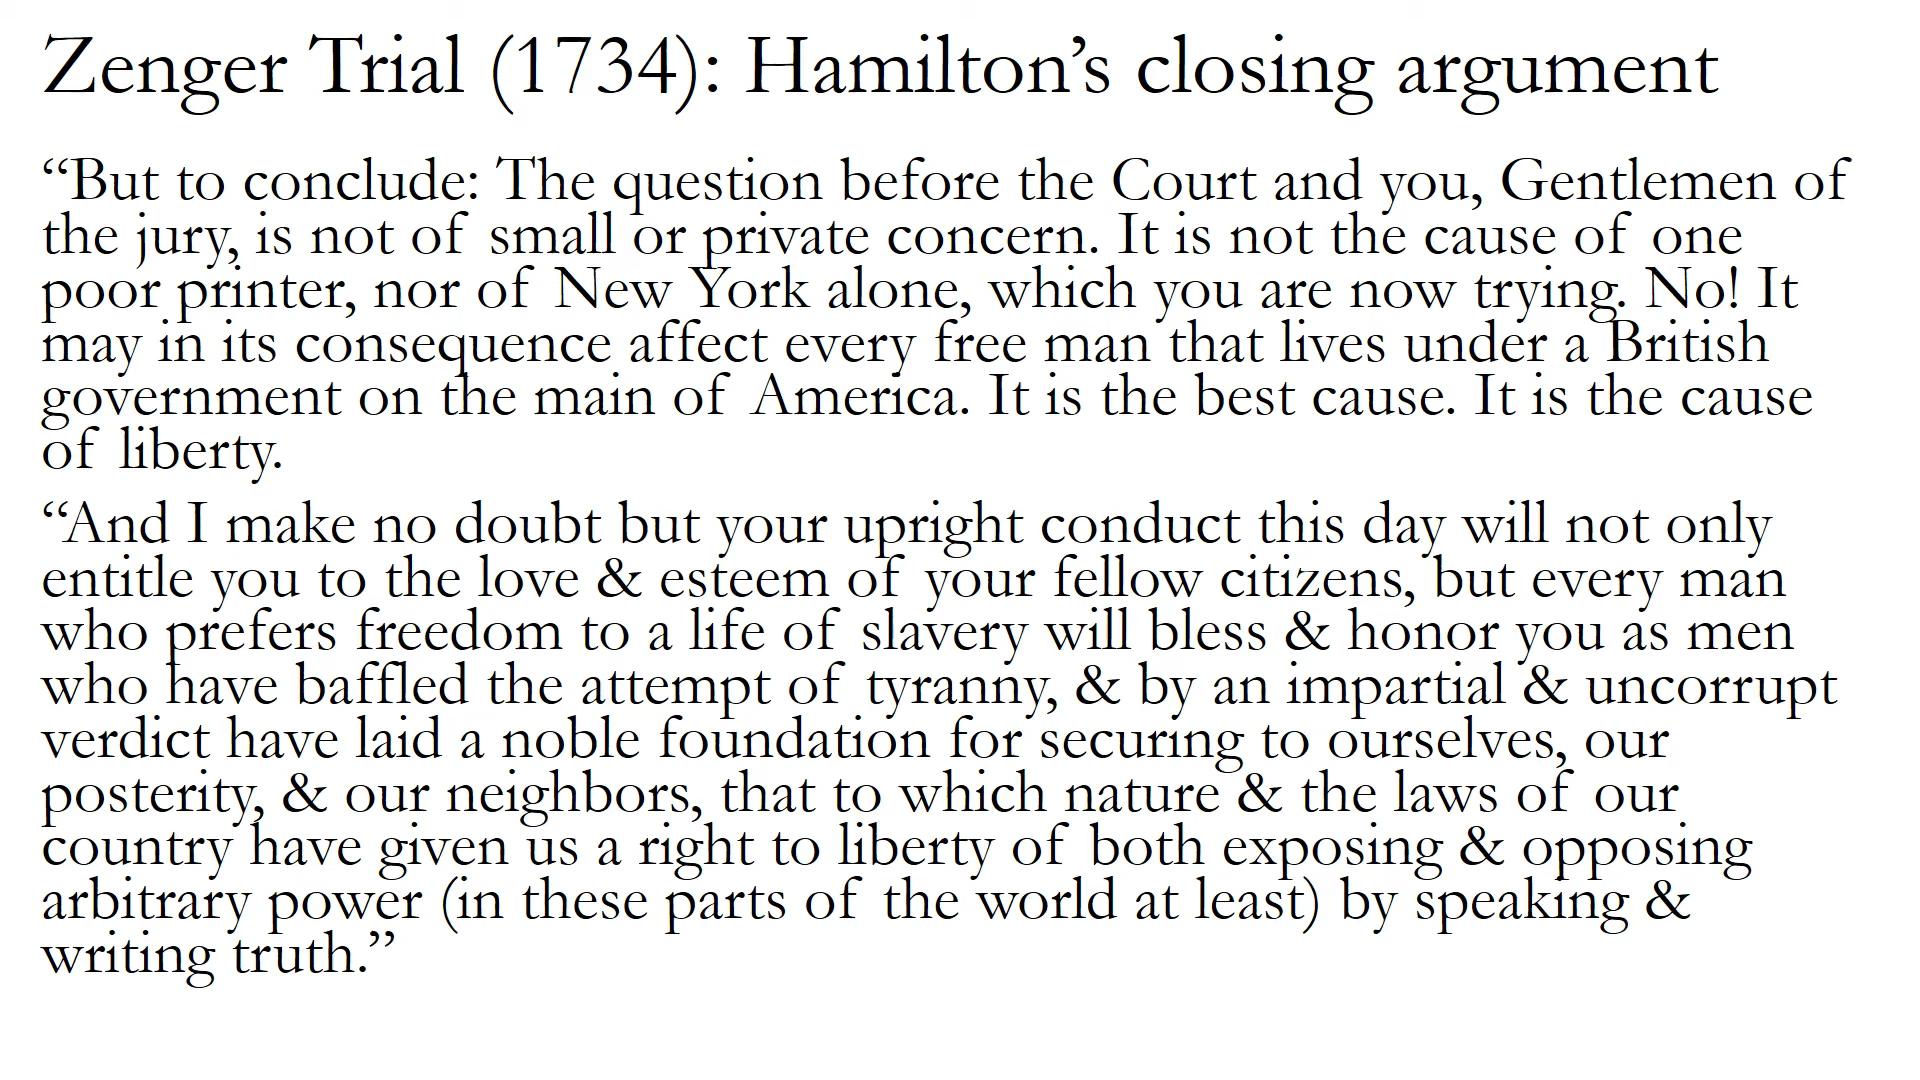 Zenger Trial (1734): Hamilton’s closing argument
“But to conclude: The question before the Court and you, Gentlemen of
the jury, is not of small or private concern. It is not the cause of one
poor printer, nor of New York alone, which you are now trying. No! It
may in its consequence affect every free man that lives under a British
government on the main of America. It is the best cause. It is the cause
of liberty.
“And I make no doubt but your upright conduct this day will not only
entitle you to the love & esteem of your fellow citizens, but every man
who prefers freedom to a life of slavery will bless & honor you as men
who have baffled the attempt of tyranny, & by an impartial & uncorrupt
verdict have laid a noble foundation for securing to ourselves, our
posterity, & our neighbors, that to which nature & the laws of our
country have given us a right to liberty of both exposing & opposing
arbitrary power (in these parts of the world at least) by speaking &
writing truth.”